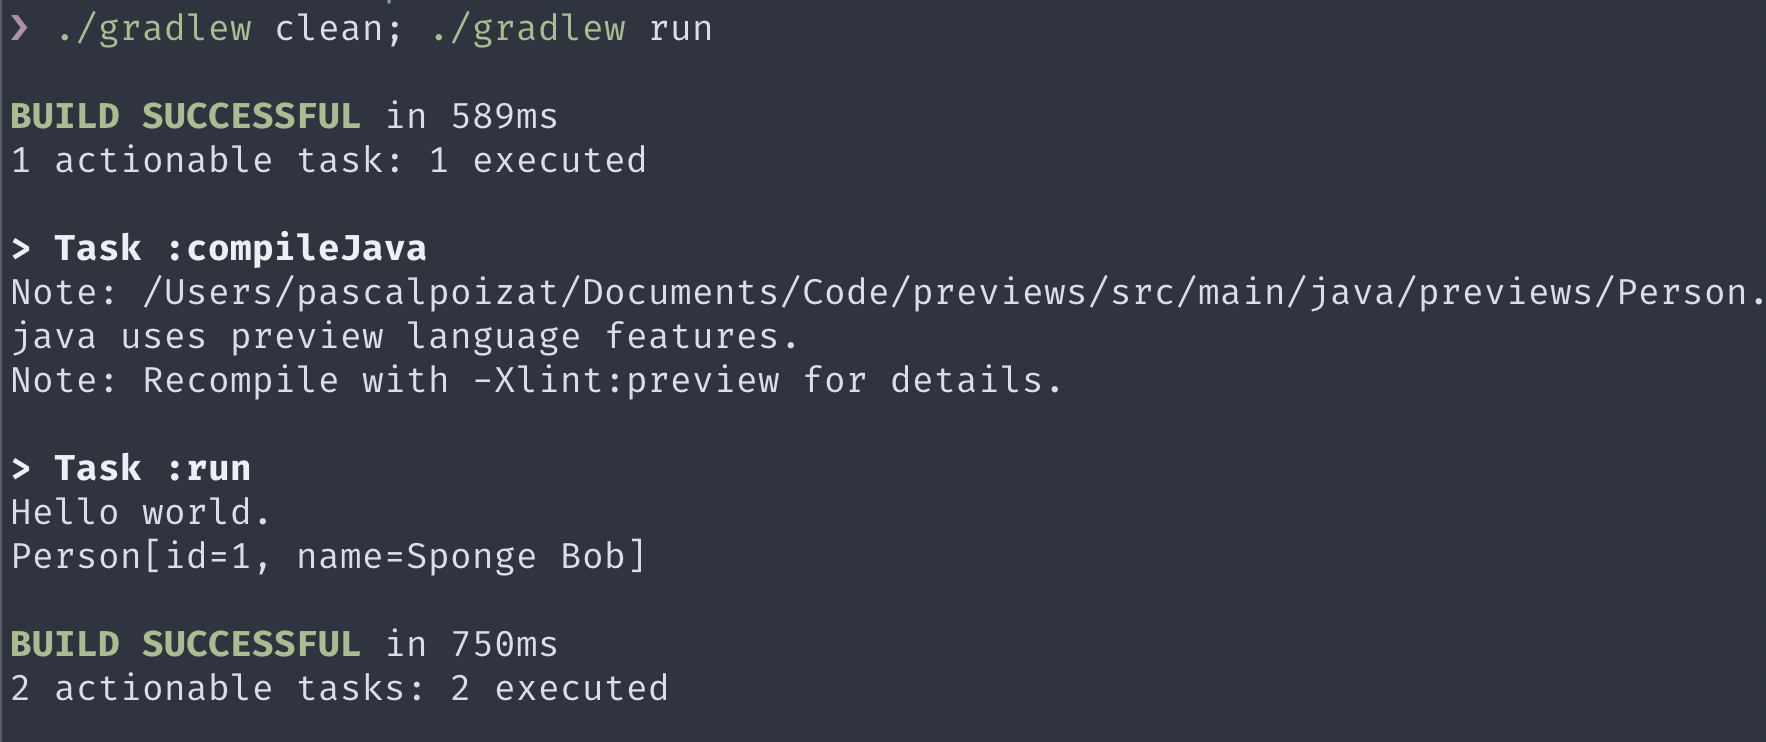 ❯ ./gradlew clean; ./gradlew run
BUILD SUCCESSFUL in 589ms
1 actionable task: 1 executed
> Task :compileJava
Note: /Users/pascalpoizat/Documents/Code/previews/src/main/java/previews/Person.
java uses preview language features.
Note: Recompile with -Xlint:preview for details.
> Task :run
Hello world.
Person[id=1, name=Sponge Bob]
BUILD SUCCESSFUL in 750ms
2 actionable tasks: 2 executed